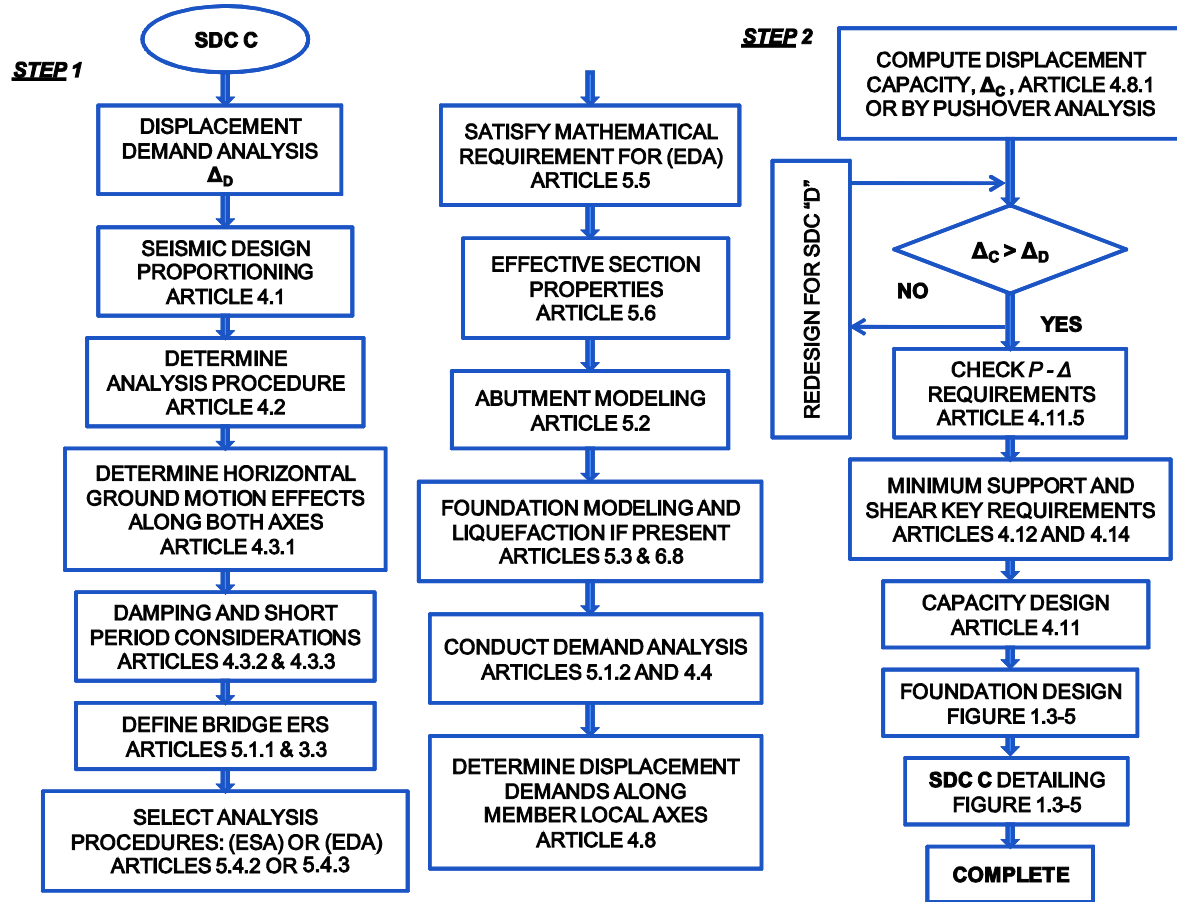 STEP 1
SDC C
DISPLACEMENT
DEMAND ANALYSIS
Δ_D
SEISMIC DESIGN
PROPORTIONING
ARTICLE 4.1
DETERMINE
ANALYSIS PROCEDURE
ARTICLE 4.2
DETERMINE HORIZONTAL
GROUND MOTION EFFECTS
ALONG BOTH AXES
ARTICLE 4.3.1
DAMPING AND SHORT
PERIOD CONSIDERATIONS
ARTICLES 4.3.2 & 4.3.3
DEFINE BRIDGE ERS
ARTICLES 5.1.1 & 3.3
SELECT ANALYSIS
PROCEDURES: (ESA) OR (EDA)
ARTICLES 5.4.2 OR 5.4.3
SATISFY MATHEMATICAL
REQUIREMENT FOR (EDA)
ARTICLE 5.5
EFFECTIVE SECTION
PROPERTIES
ARTICLE 5.6
ABUTMENT MODELING
ARTICLE 5.2
FOUNDATION MODELING AND
LIQUEFACTION IF PRESENT
ARTICLES 5.3 & 6.8
CONDUCT DEMAND ANALYSIS
ARTICLES 5.1.2 AND 4.4
DETERMINE DISPLACEMENT
DEMANDS ALONG
MEMBER LOCAL AXES
ARTICLE 4.8
STEP 2
COMPUTE DISPLACEMENT
CAPACITY, Δ_C, ARTICLE 4.8.1
OR BY PUSHOVER ANALYSIS
REDESIGN FOR SDC “D”
Δ_C > Δ_D
NO
YES
CHECK P - Δ
REQUIREMENTS
ARTICLE 4.11.5
MINIMUM SUPPORT AND
SHEAR KEY REQUIREMENTS
ARTICLES 4.12 AND 4.14
CAPACITY DESIGN
ARTICLE 4.11
FOUNDATION DESIGN
FIGURE 1.3-5
SDC C DETAILING
FIGURE 1.3-5
COMPLETE